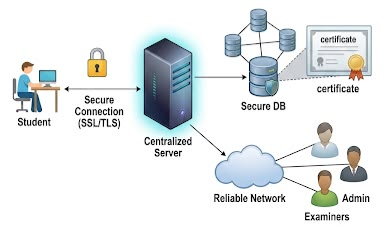 certificate
Secure DB
certificate
Student
Secure
Connection
(SSL/TLS)
Centralized
Server
Reliable Network
Admin
Examiners